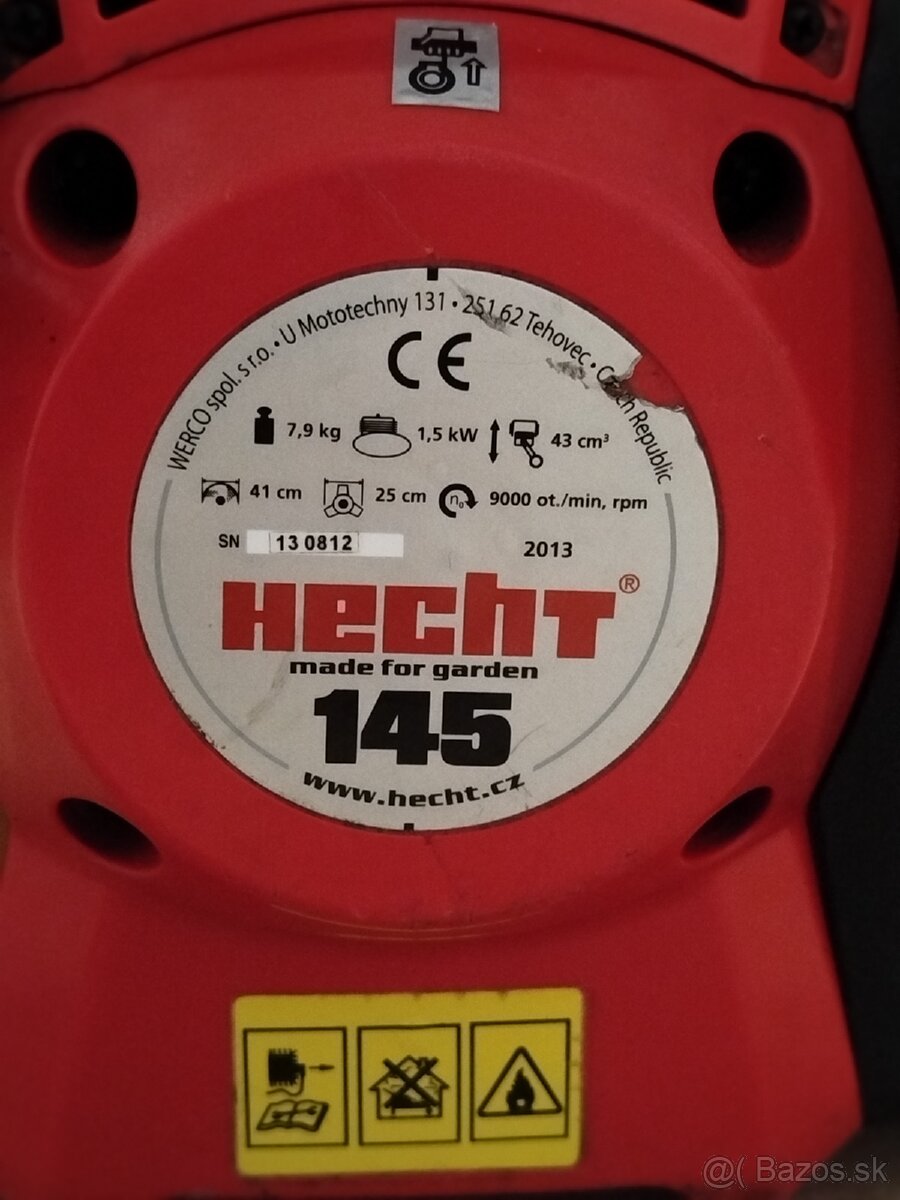 WERCO spol. s r.o. • U Mototechny 131 • 251 62 Tehovec • Czech Republic
CE
7,9 kg 1,5 kW 43 cm³
41 cm 25 cm n₀ 9000 ot./min, rpm
SN 13 0812 2013
HECHT®
made for garden
145
www.hecht.cz
@( Bazos.sk